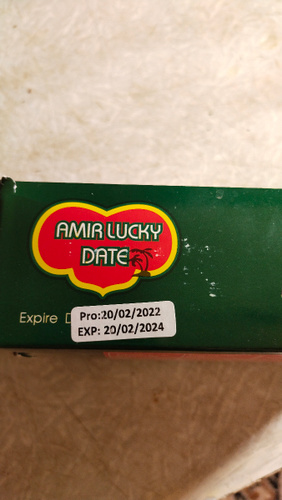 AMIR LUCKY
DATE
Expire D
Pro:20/02/2022
EXP: 20/02/2024